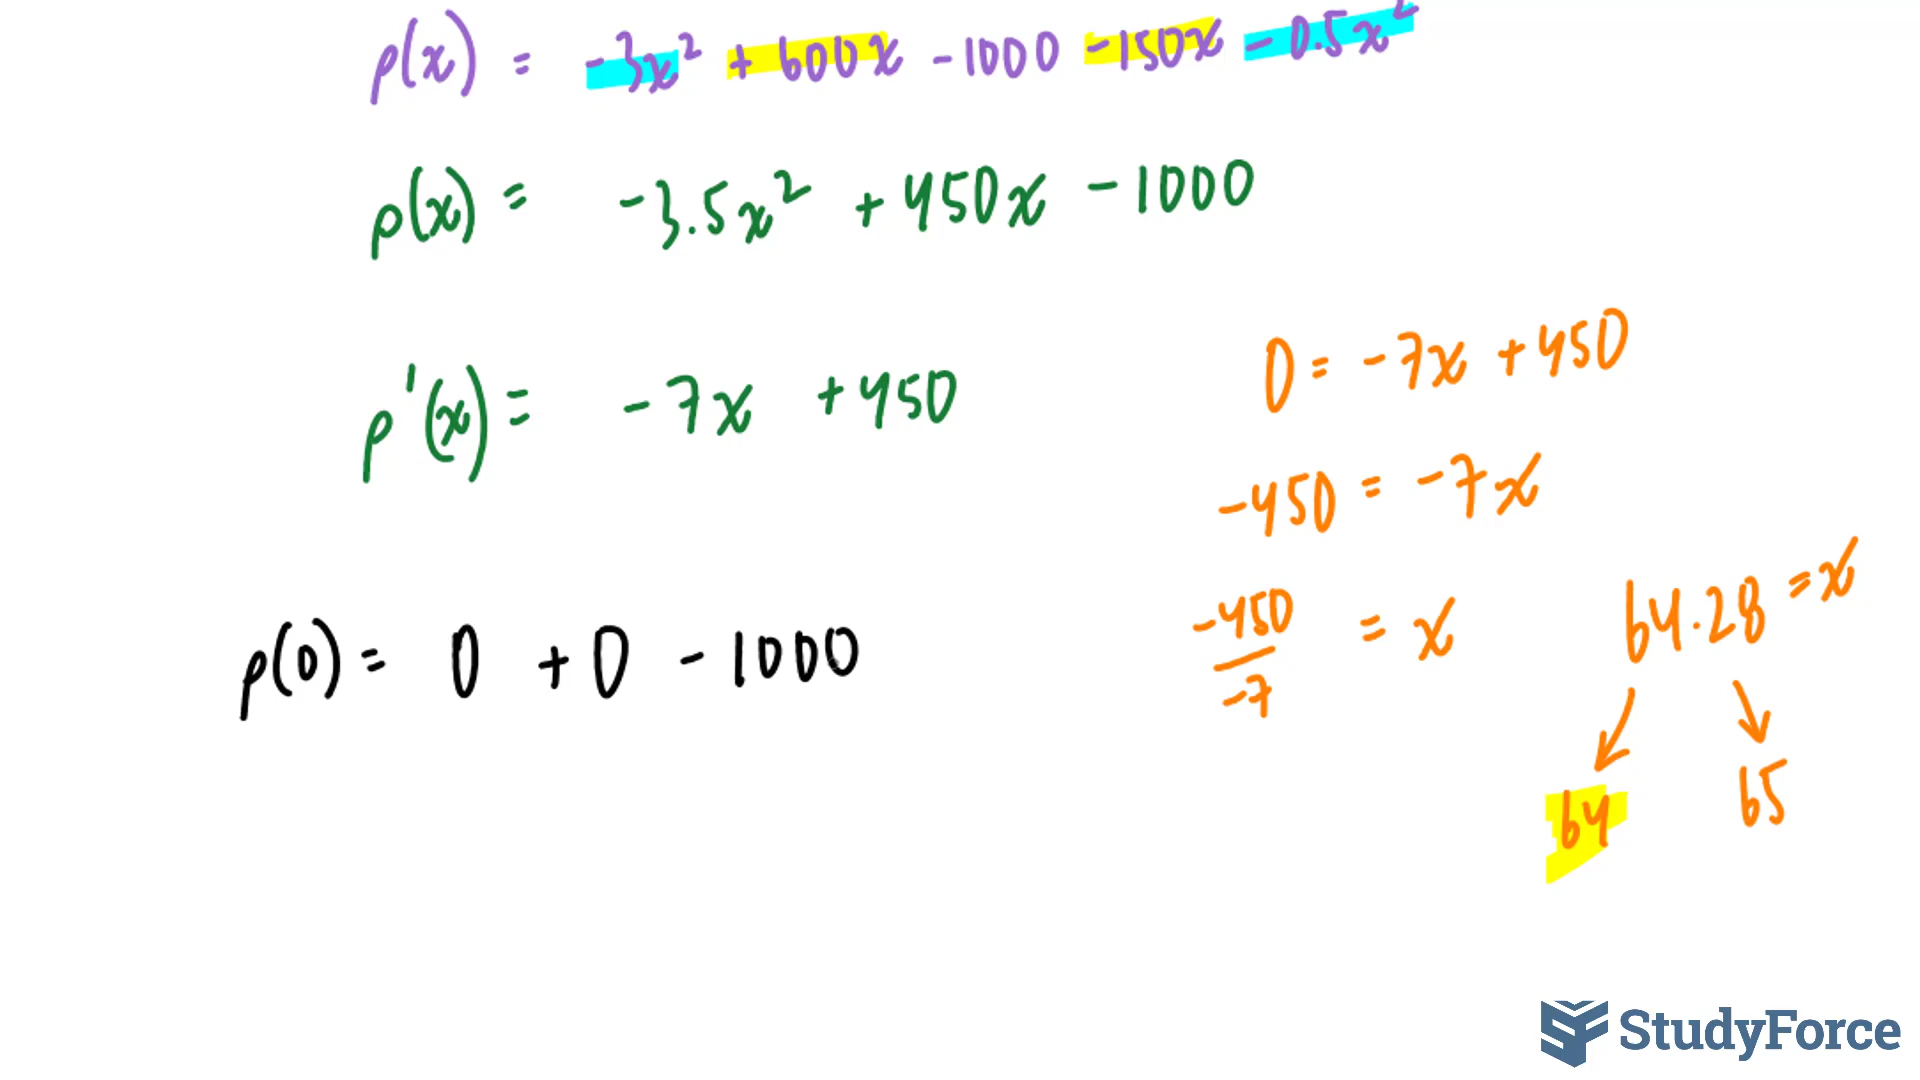 p(x) = -3x² + 600x - 1000 - 150x - 0.5x²
p(x) = -3.5x² + 450x - 1000
p'(x) = -7x + 450
0 = -7x + 450
-450 = -7x
-450/-7 = x
64.28 = x
64 65
p(0) = 0 + 0 - 1000
StudyForce